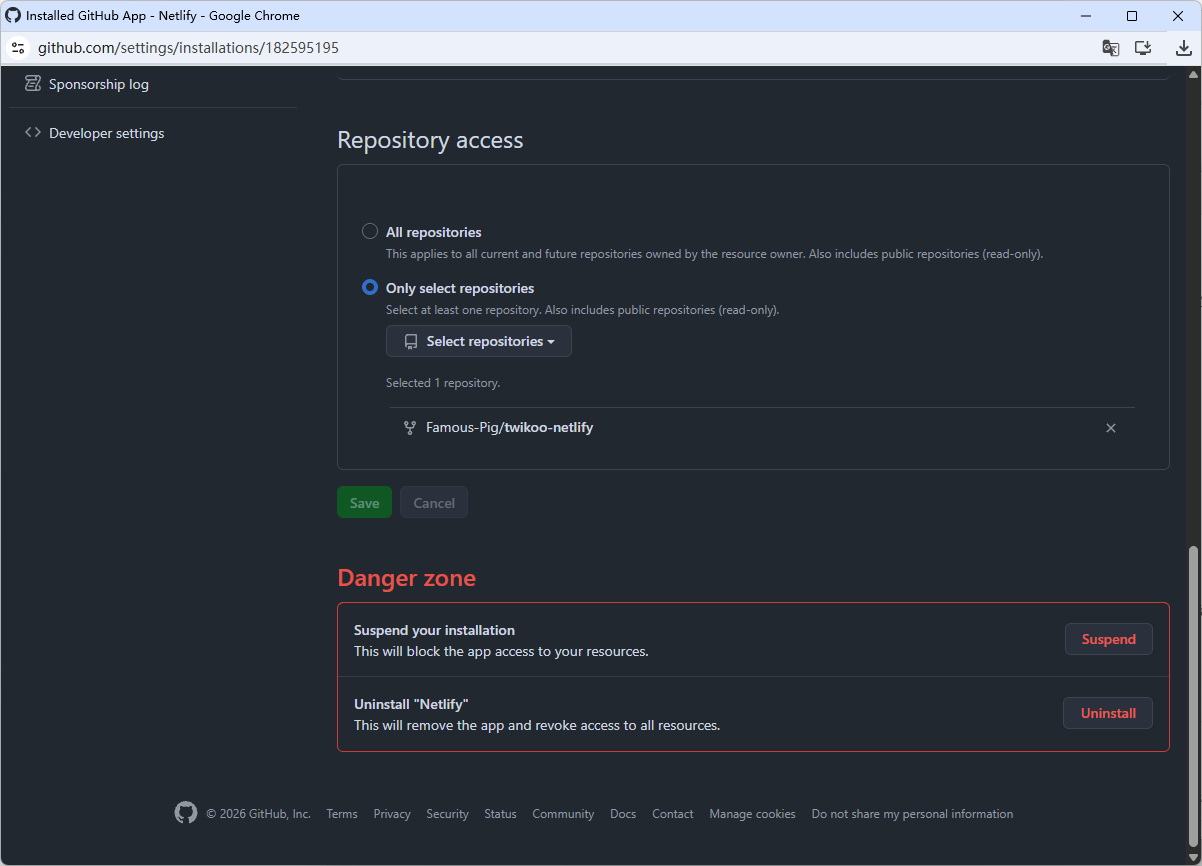 Installed GitHub App - Netlify - Google Chrome
github.com/settings/installations/182595195
Sponsorship log
Developer settings
Repository access
All repositories
This applies to all current and future repositories owned by the resource owner. Also includes public repositories (read-only).
Only select repositories
Select at least one repository. Also includes public repositories (read-only).
Select repositories
Selected 1 repository.
Famous-Pig/twikoo-netlify
Save Cancel
Danger zone
Suspend your installation
This will block the app access to your resources.
Suspend
Uninstall "Netlify"
This will remove the app and revoke access to all resources.
Uninstall
© 2026 GitHub, Inc. Terms Privacy Security Status Community Docs Contact Manage cookies Do not share my personal information